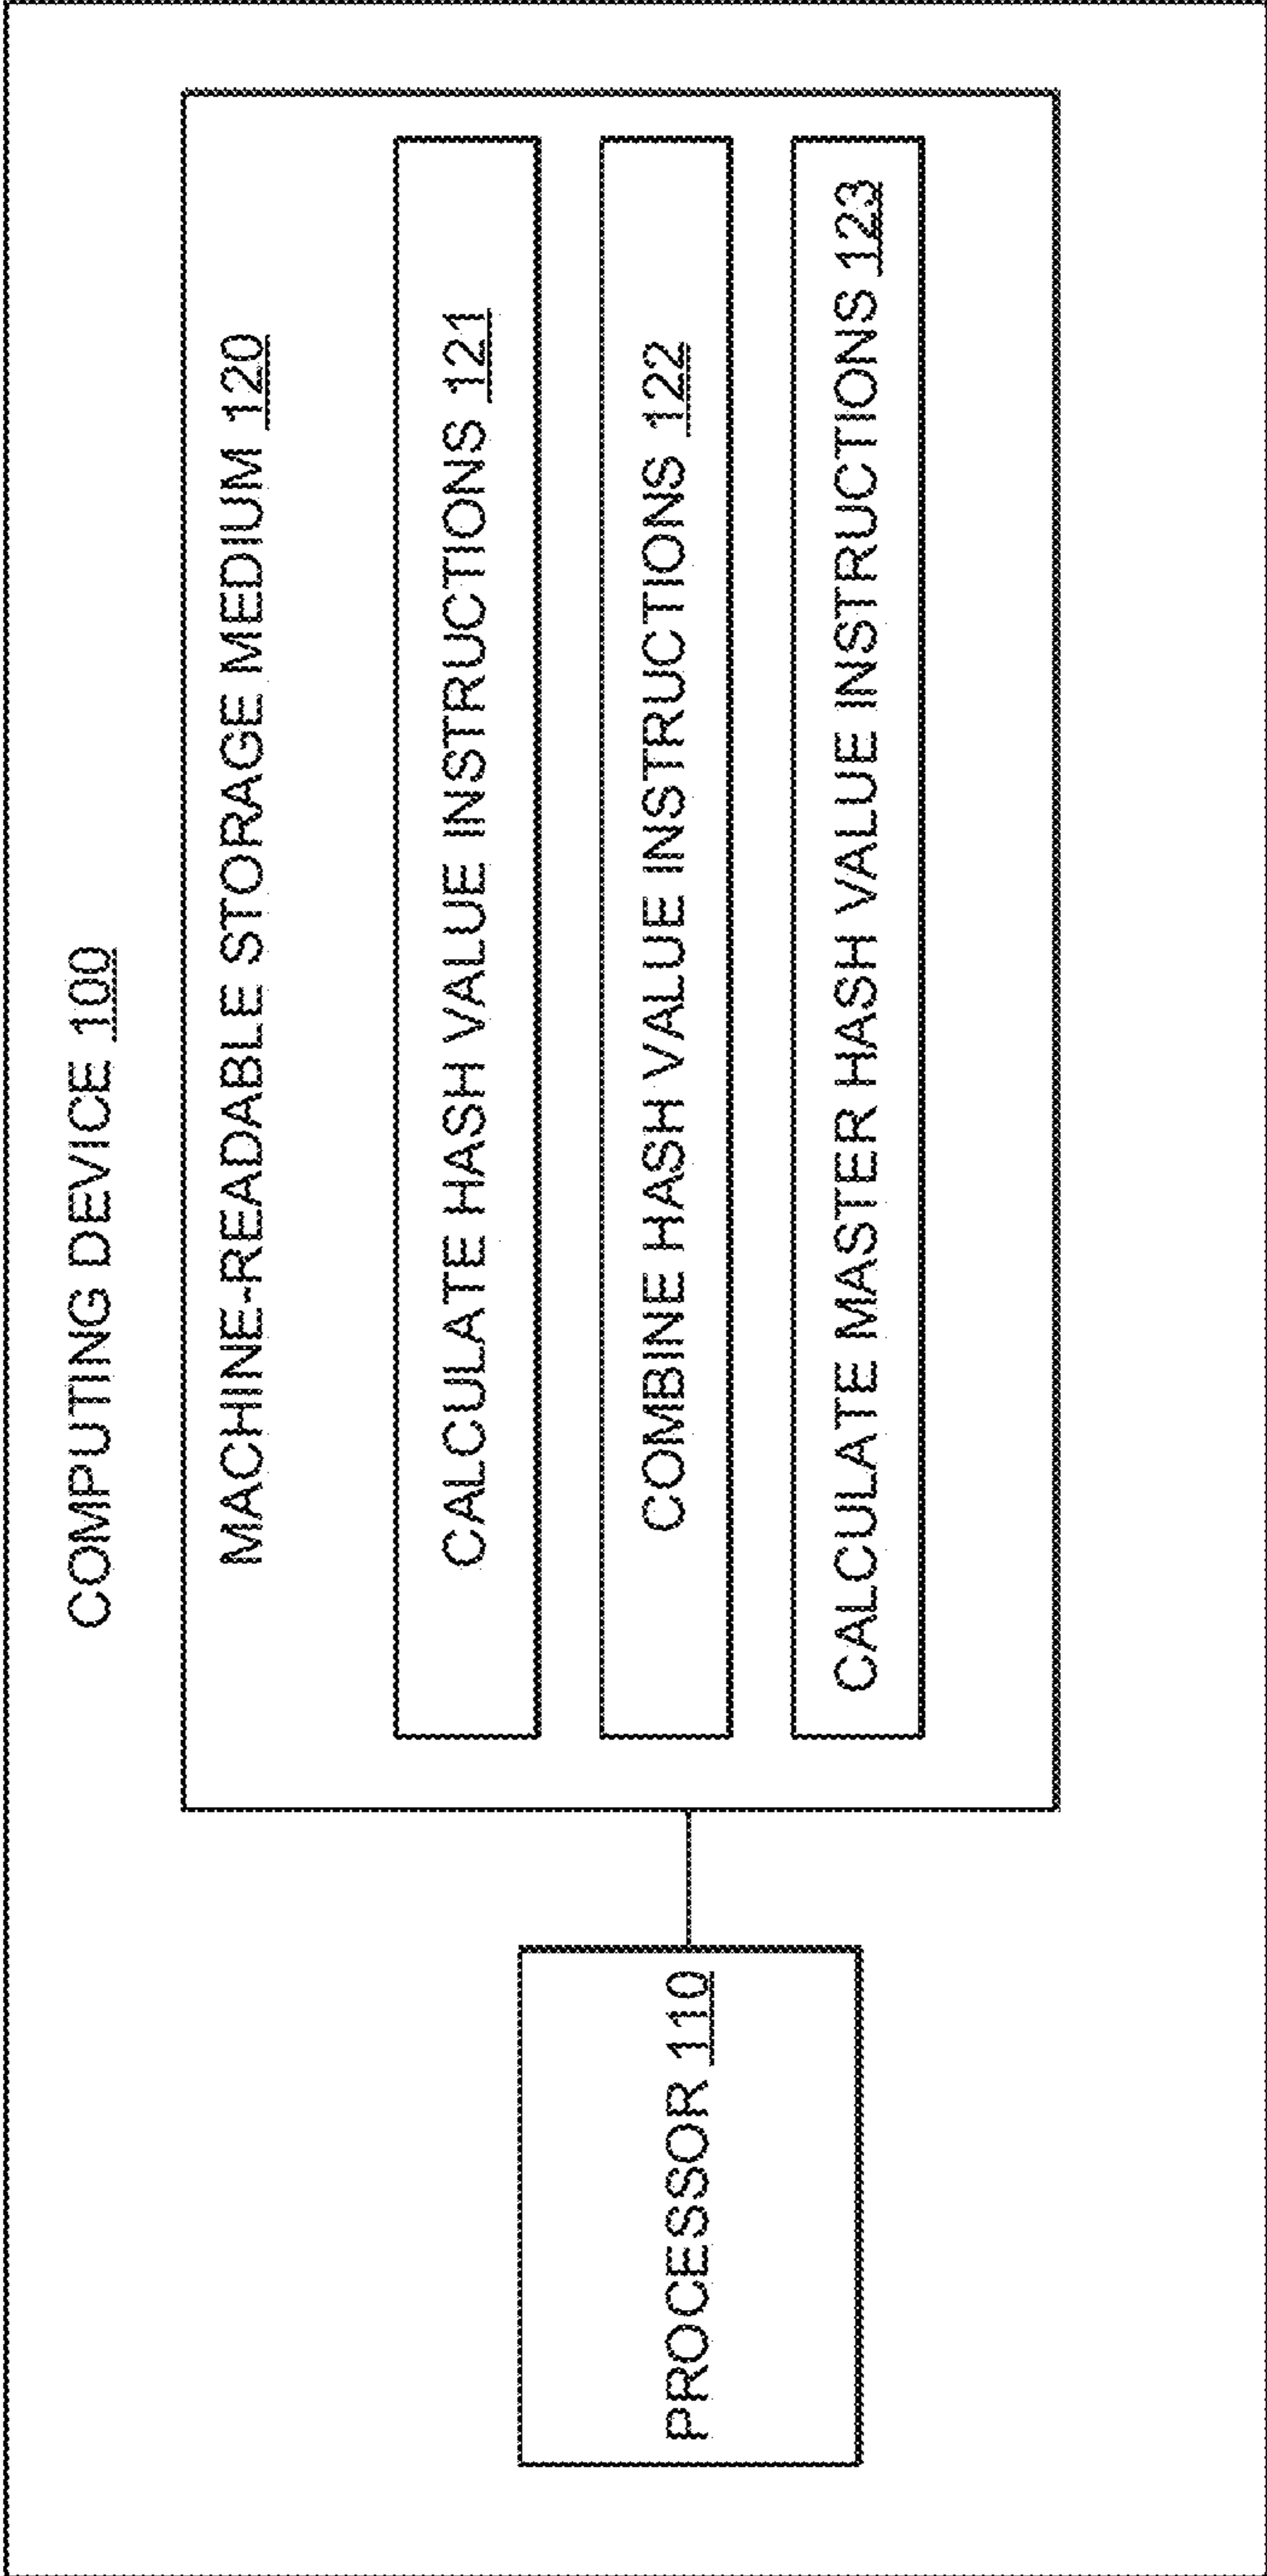 COMPUTING DEVICE 100
MACHINE-READABLE STORAGE MEDIUM 120
CALCULATE HASH VALUE INSTRUCTIONS 121
COMBINE HASH VALUE INSTRUCTIONS 122
CALCULATE MASTER HASH VALUE INSTRUCTIONS 123
PROCESSOR 110